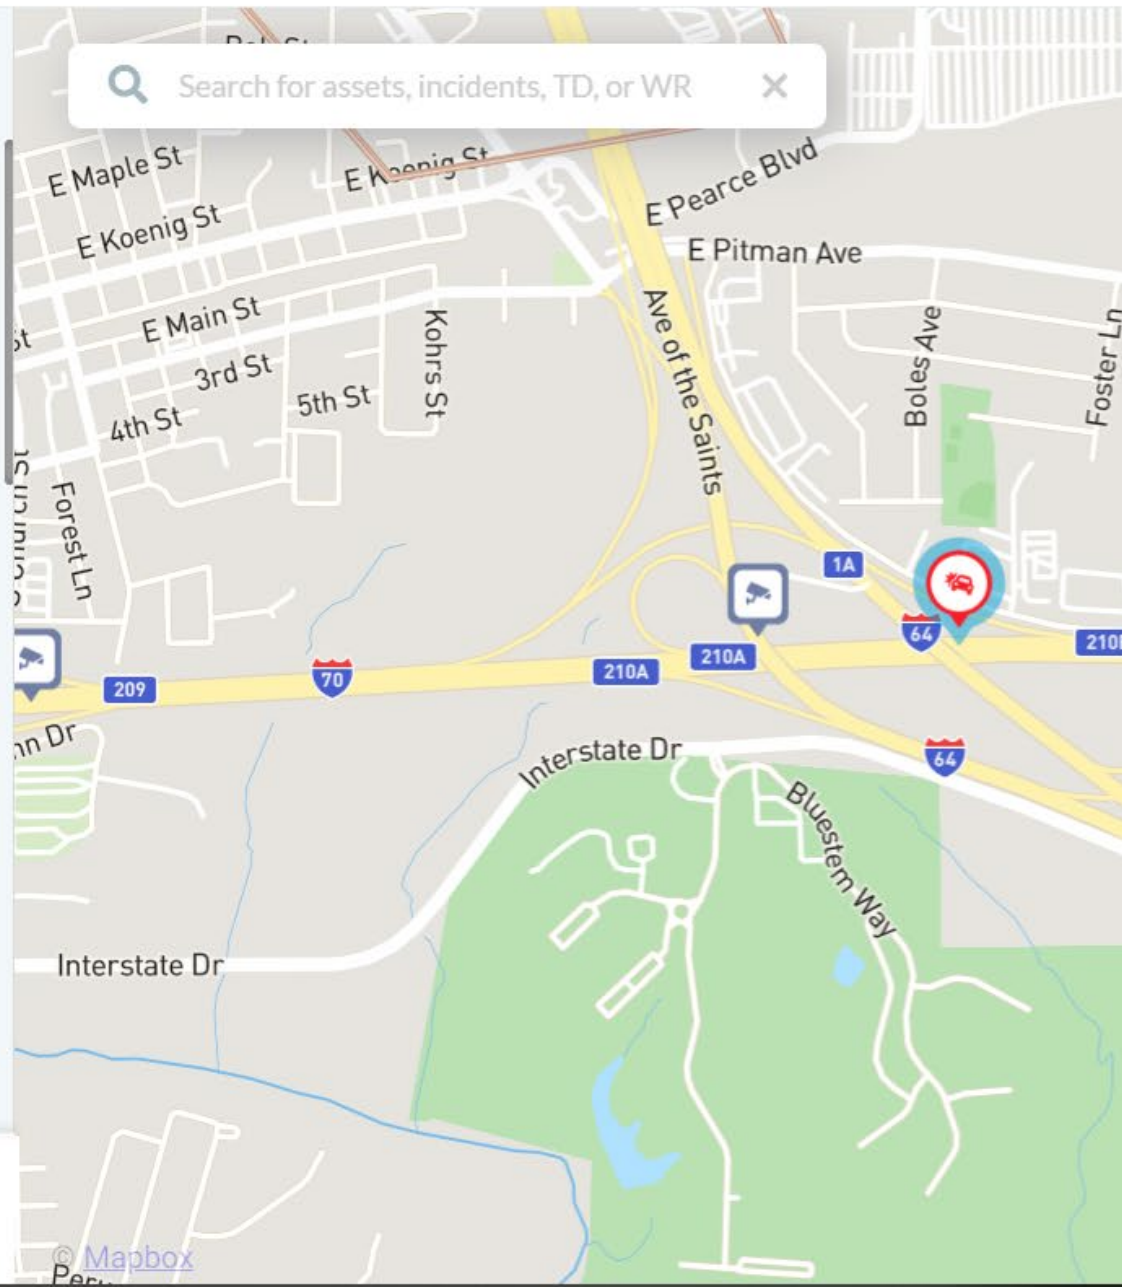 Search for assets, incidents, TD, or WR
E Maple St
E Koenig St
E Koenig St
E Pearce Blvd
E Pitman Ave
E Main St
3rd St
4th St
5th St
Kohrs St
Ave of the Saints
Boles Ave
Foster Ln
Forest Ln
1A
64
210A
210A
209
70
Interstate Dr
64
Bluestem Way
Interstate Dr
© Mapbox